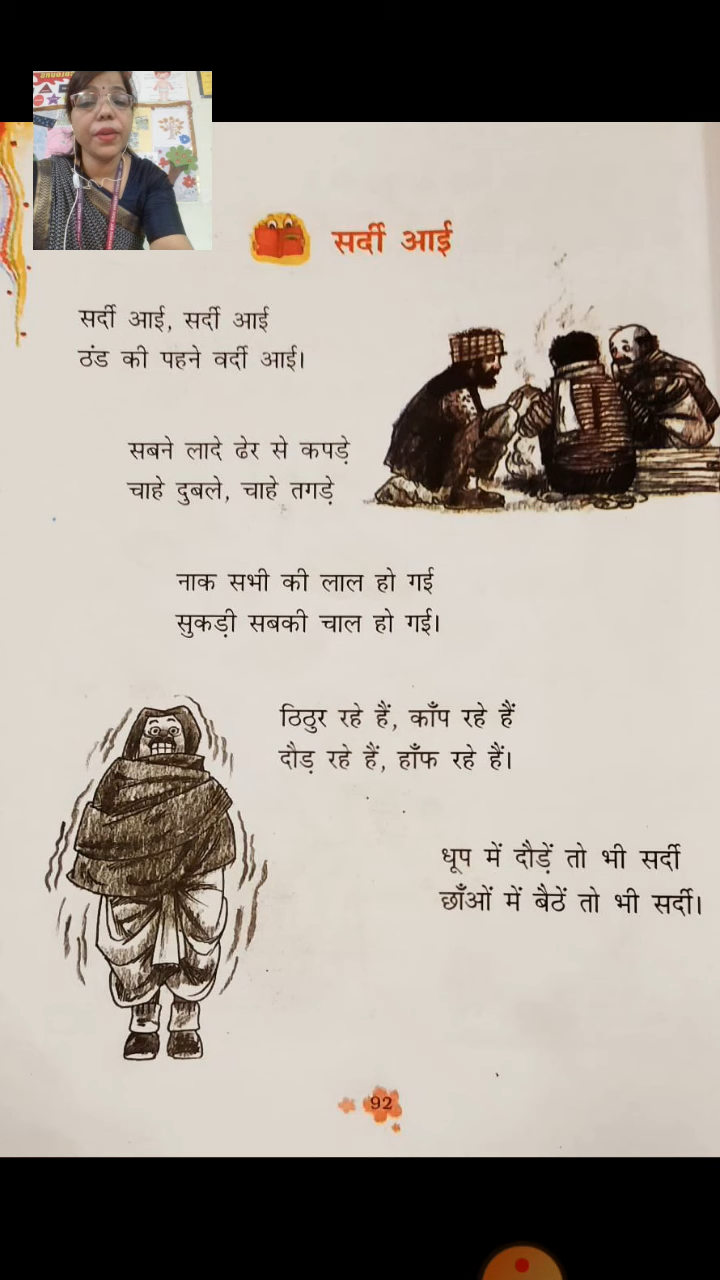 सर्दी आई
सर्दी आई, सर्दी आई
ठंड की पहने वर्दी आई।
सबने लादे ढेर से कपड़े
चाहे दुबले, चाहे तगड़े
नाक सभी की लाल हो गई
सुकड़ी सबकी चाल हो गई।
ठिठुर रहे हैं, काँप रहे हैं
दौड़ रहे हैं, हाँफ रहे हैं।
धूप में दौड़ें तो भी सर्दी
छाँओं में बैठें तो भी सर्दी।
92